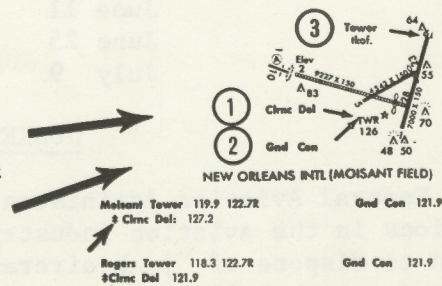 June 11
June 25
July 9
3 Tower
tkof.
64
Elev
2
9227 X 150
4542 X 150
55
83
1 Clrnc Del
7000 X 150
TWR
126
70
2 Gnd Con
48 50
NEW ORLEANS INTL (MOISANT FIELD)
Moisant Tower 119.9 122.7R Gnd Con 121.9
‡ Clrnc Del: 127.2
Rogers Tower 118.3 122.7R Gnd Con 121.9
‡Clrnc Del 121.9